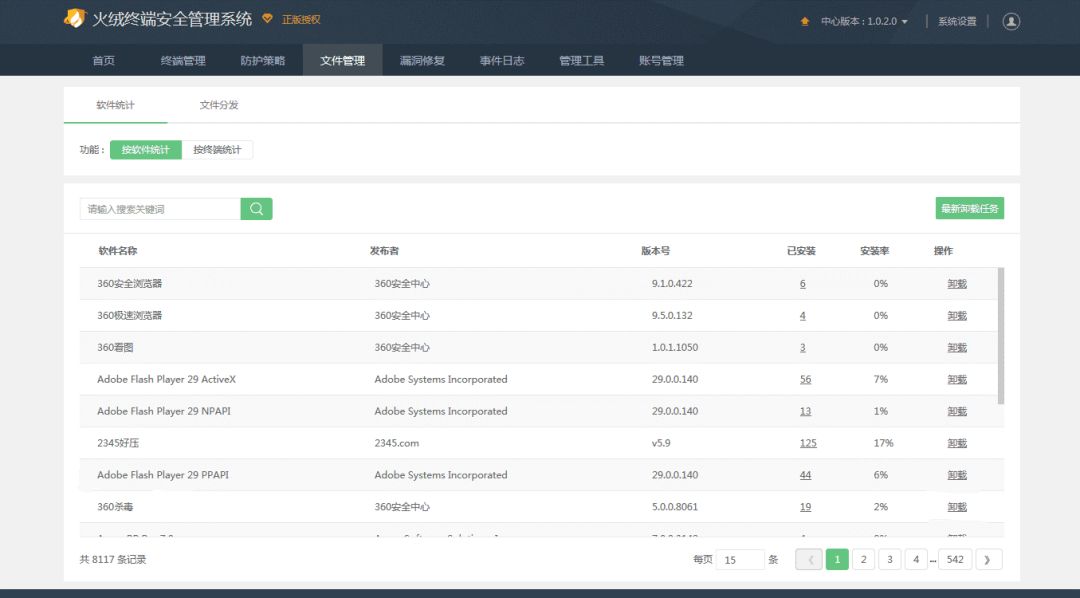 火绒终端安全管理系统 正版授权 中心版本：1.0.2.0 系统设置
首页 终端管理 防护策略 文件管理 漏洞修复 事件日志 管理工具 账号管理
软件统计 文件分发
功能： 按软件统计 按终端统计
请输入搜索关键词 最新卸载任务
软件名称 发布者 版本号 已安装 安装率 操作
360安全浏览器 360安全中心 9.1.0.422 6 0% 卸载
360极速浏览器 360安全中心 9.5.0.132 4 0% 卸载
360看图 360安全中心 1.0.1.1050 3 0% 卸载
Adobe Flash Player 29 ActiveX Adobe Systems Incorporated 29.0.0.140 56 7% 卸载
Adobe Flash Player 29 NPAPI Adobe Systems Incorporated 29.0.0.140 13 1% 卸载
2345好压 2345.com v5.9 125 17% 卸载
Adobe Flash Player 29 PPAPI Adobe Systems Incorporated 29.0.0.140 44 6% 卸载
360杀毒 360安全中心 5.0.0.8061 19 2% 卸载
共 8117 条记录 每页 15 条 《 1 2 3 4 ... 542 》